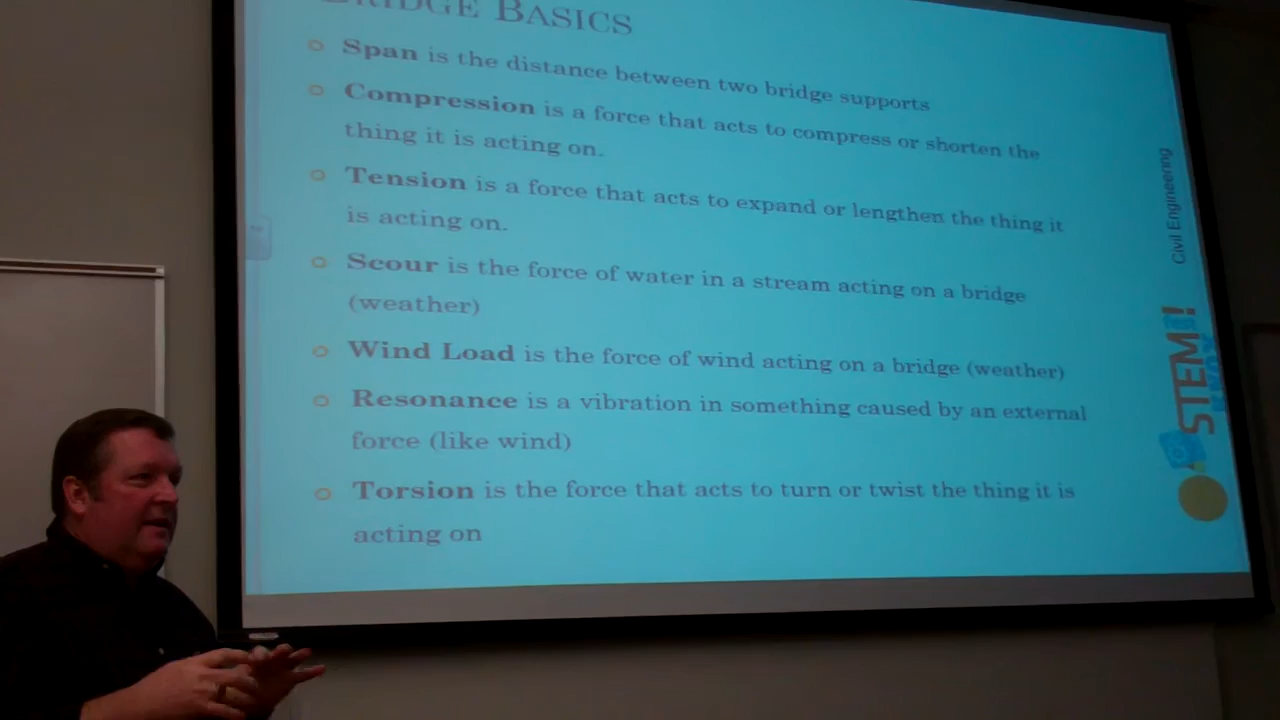 BRIDGE BASICS
Span is the distance between two bridge supports
Compression is a force that acts to compress or shorten the
thing it is acting on.
Tension is a force that acts to expand or lengthen the thing it
is acting on.
Scour is the force of water in a stream acting on a bridge
(weather)
Wind Load is the force of wind acting on a bridge (weather)
Resonance is a vibration in something caused by an external
force (like wind)
Torsion is the force that acts to turn or twist the thing it is
acting on
Civil Engineering
STEM!